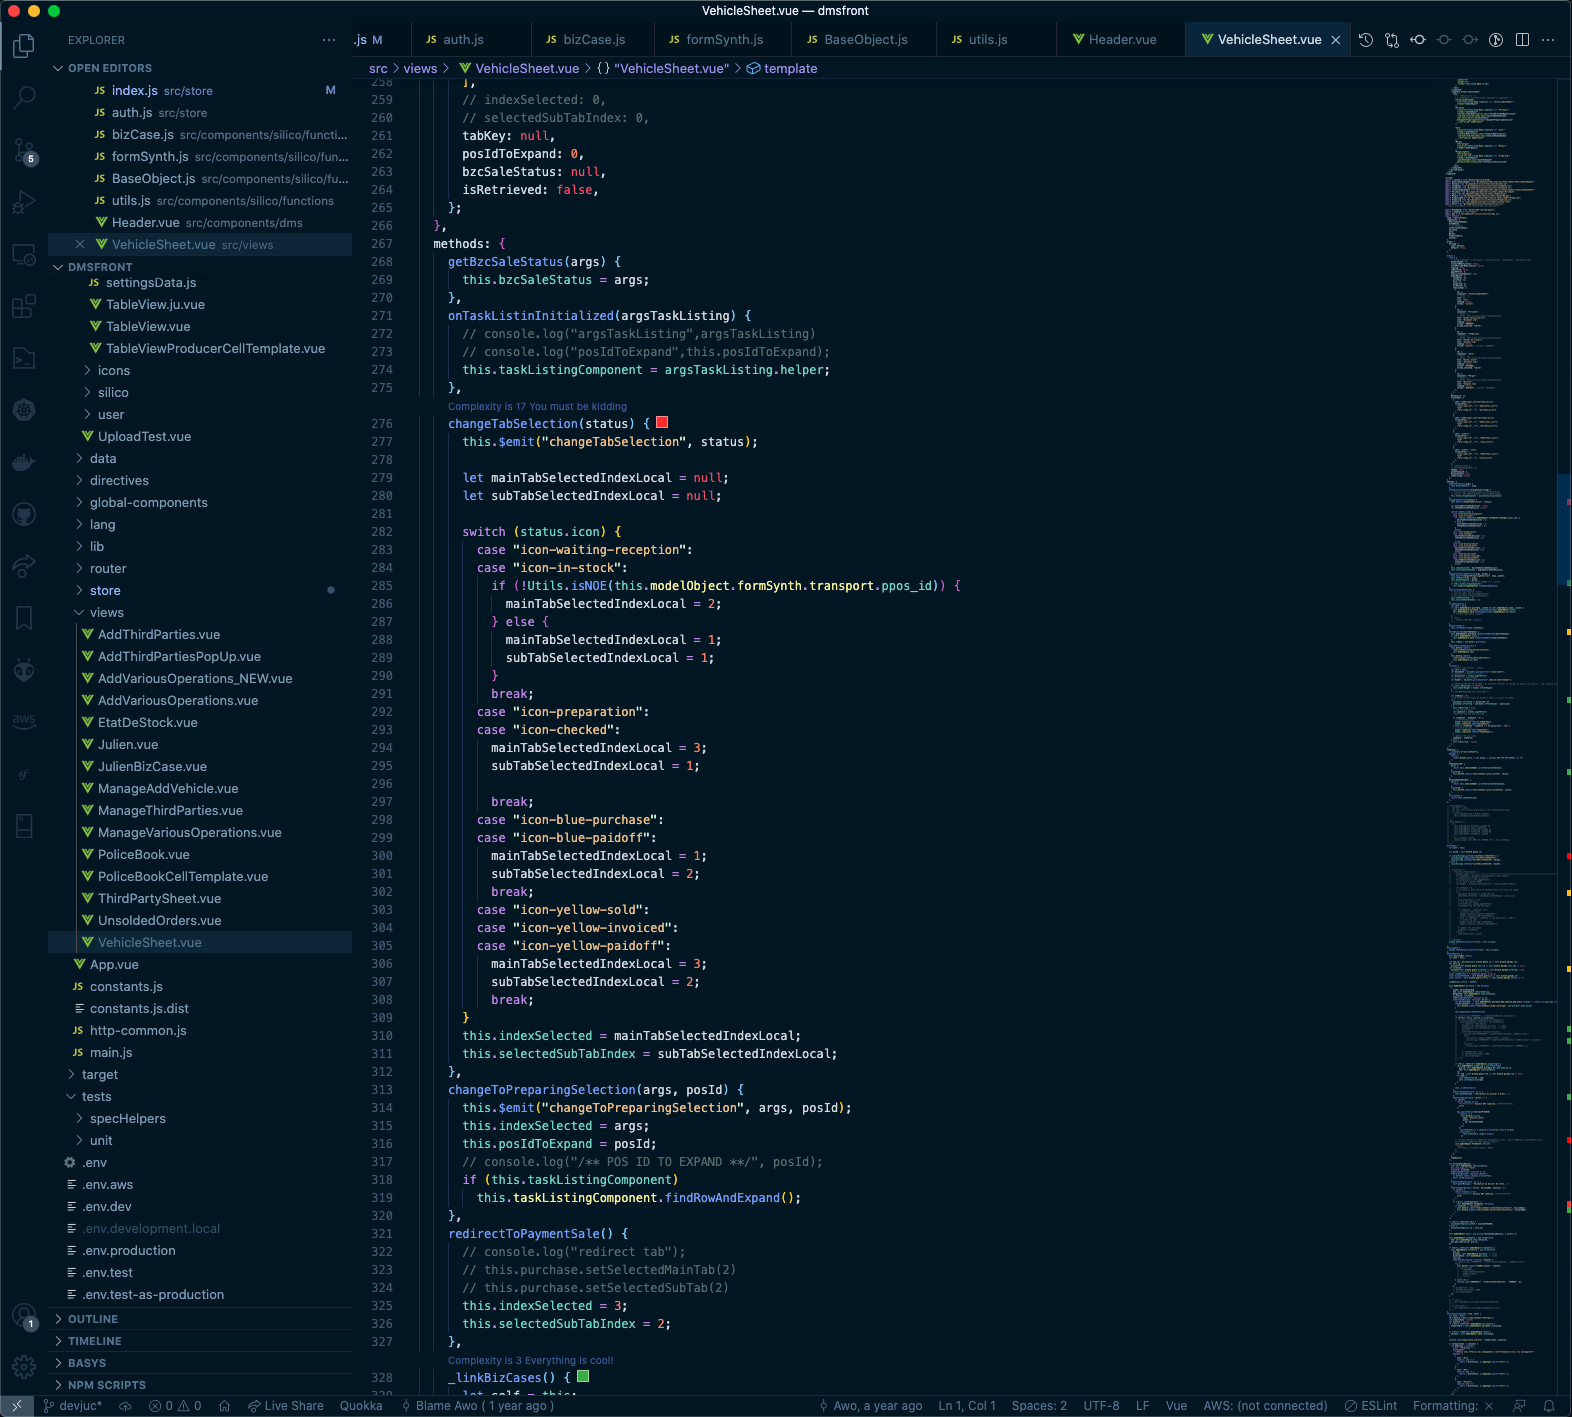 VehicleSheet.vue — dmsfront
EXPLORER
OPEN EDITORS
JS index.js src/store M
JS auth.js src/store
JS bizCase.js src/components/silico/functi...
JS formSynth.js src/components/silico/fun...
JS BaseObject.js src/components/silico/fu...
JS utils.js src/components/silico/functions
Header.vue src/components/dms
VehicleSheet.vue src/views
DMSFRONT
JS settingsData.js
TableView.ju.vue
TableView.vue
TableViewProducerCellTemplate.vue
icons
silico
user
UploadTest.vue
data
directives
global-components
lang
lib
router
store
views
AddThirdParties.vue
AddThirdPartiesPopUp.vue
AddVariousOperations_NEW.vue
AddVariousOperations.vue
EtatDeStock.vue
Julien.vue
JulienBizCase.vue
ManageAddVehicle.vue
ManageThirdParties.vue
ManageVariousOperations.vue
PoliceBook.vue
PoliceBookCellTemplate.vue
ThirdPartySheet.vue
UnsoldedOrders.vue
VehicleSheet.vue
App.vue
JS constants.js
constants.js.dist
JS http-common.js
JS main.js
target
tests
specHelpers
unit
.env
.env.aws
.env.dev
.env.development.local
.env.production
.env.test
.env.test-as-production
OUTLINE
TIMELINE
BASYS
NPM SCRIPTS
5
aws
sf
1
.js M JS auth.js JS bizCase.js JS formSynth.js JS BaseObject.js JS utils.js Header.vue VehicleSheet.vue
src > views > VehicleSheet.vue > {} "VehicleSheet.vue" > template
258 ],
259 // indexSelected: 0,
260 // selectedSubTabIndex: 0,
261 tabKey: null,
262 posIdToExpand: 0,
263 bzcSaleStatus: null,
264 isRetrieved: false,
265 };
266 },
267 methods: {
268 getBzcSaleStatus(args) {
269 this.bzcSaleStatus = args;
270 },
271 onTaskListinInitialized(argsTaskListing) {
272 // console.log("argsTaskListing",argsTaskListing)
273 // console.log("posIdToExpand",this.posIdToExpand);
274 this.taskListingComponent = argsTaskListing.helper;
275 },
Complexity is 17 You must be kidding
276 changeTabSelection(status) {
277 this.$emit("changeTabSelection", status);
278
279 let mainTabSelectedIndexLocal = null;
280 let subTabSelectedIndexLocal = null;
281
282 switch (status.icon) {
283 case "icon-waiting-reception":
284 case "icon-in-stock":
285 if (!Utils.isNOE(this.modelObject.formSynth.transport.ppos_id)) {
286 mainTabSelectedIndexLocal = 2;
287 } else {
288 mainTabSelectedIndexLocal = 1;
289 subTabSelectedIndexLocal = 1;
290 }
291 break;
292 case "icon-preparation":
293 case "icon-checked":
294 mainTabSelectedIndexLocal = 3;
295 subTabSelectedIndexLocal = 1;
296
297 break;
298 case "icon-blue-purchase":
299 case "icon-blue-paidoff":
300 mainTabSelectedIndexLocal = 1;
301 subTabSelectedIndexLocal = 2;
302 break;
303 case "icon-yellow-sold":
304 case "icon-yellow-invoiced":
305 case "icon-yellow-paidoff":
306 mainTabSelectedIndexLocal = 3;
307 subTabSelectedIndexLocal = 2;
308 break;
309 }
310 this.indexSelected = mainTabSelectedIndexLocal;
311 this.selectedSubTabIndex = subTabSelectedIndexLocal;
312 },
313 changeToPreparingSelection(args, posId) {
314 this.$emit("changeToPreparingSelection", args, posId);
315 this.indexSelected = args;
316 this.posIdToExpand = posId;
317 // console.log("/** POS ID TO EXPAND **/", posId);
318 if (this.taskListingComponent)
319 this.taskListingComponent.findRowAndExpand();
320 },
321 redirectToPaymentSale() {
322 // console.log("redirect tab");
323 // this.purchase.setSelectedMainTab(2)
324 // this.purchase.setSelectedSubTab(2)
325 this.indexSelected = 3;
326 this.selectedSubTabIndex = 2;
327 },
Complexity is 3 Everything is cool!
328 _linkBizCases() {
329 let self = this;
devjuc* 0 0 Live Share Quokka Blame Awo ( 1 year ago ) Awo, a year ago Ln 1, Col 1 Spaces: 2 UTF-8 LF Vue AWS: (not connected) ESLint Formatting: ×